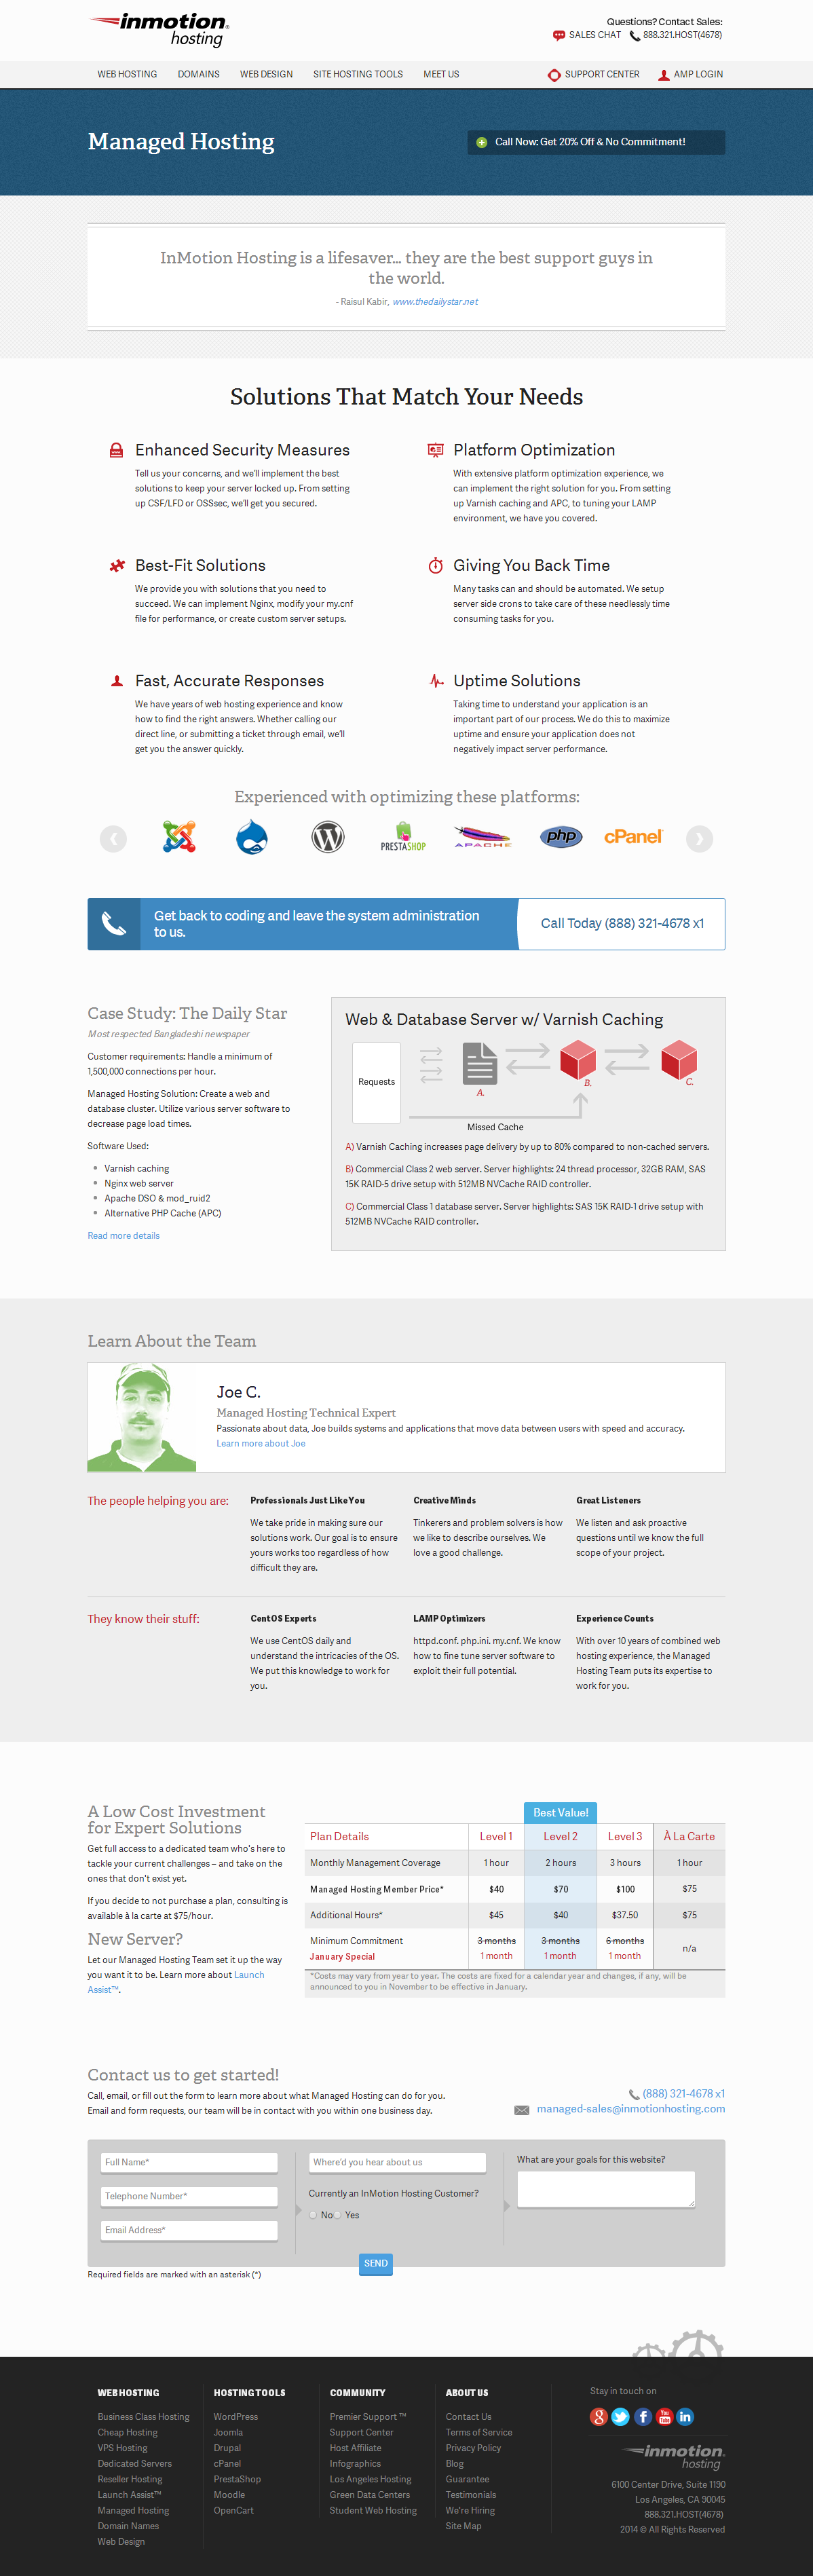 inmotion hosting
Questions? Contact Sales:
SALES CHAT 888.321.HOST(4678)
WEB HOSTING DOMAINS WEB DESIGN SITE HOSTING TOOLS MEET US SUPPORT CENTER AMP LOGIN
Managed Hosting
Call Now: Get 20% Off & No Commitment!
InMotion Hosting is a lifesaver... they are the best support guys in
the world.
- Raisul Kabir, www.thedailystar.net
Solutions That Match Your Needs
Enhanced Security Measures
Tell us your concerns, and we'll implement the best
solutions to keep your server locked up. From setting
up CSF/LFD or OSSsec, we'll get you secured.
Platform Optimization
With extensive platform optimization experience, we
can implement the right solution for you. From setting
up Varnish caching and APC, to tuning your LAMP
environment, we have you covered.
Best-Fit Solutions
We provide you with solutions that you need to
succeed. We can implement Nginx, modify your my.cnf
file for performance, or create custom server setups.
Giving You Back Time
Many tasks can and should be automated. We setup
server side crons to take care of these needlessly time
consuming tasks for you.
Fast, Accurate Responses
We have years of web hosting experience and know
how to find the right answers. Whether calling our
direct line, or submitting a ticket through email, we'll
get you the answer quickly.
Uptime Solutions
Taking time to understand your application is an
important part of our process. We do this to maximize
uptime and ensure your application does not
negatively impact server performance.
Experienced with optimizing these platforms:
PRESTASHOP APACHE php cPanel
Get back to coding and leave the system administration
to us.
Call Today (888) 321-4678 x1
Case Study: The Daily Star
Most respected Bangladeshi newspaper
Customer requirements: Handle a minimum of
1,500,000 connections per hour.
Managed Hosting Solution: Create a web and
database cluster. Utilize various server software to
decrease page load times.
Software Used:
Varnish caching
Nginx web server
Apache DSO & mod_ruid2
Alternative PHP Cache (APC)
Read more details
Web & Database Server w/ Varnish Caching
Requests
A.
B.
C.
Missed Cache
A) Varnish Caching increases page delivery by up to 80% compared to non-cached servers.
B) Commercial Class 2 web server. Server highlights: 24 thread processor, 32GB RAM, SAS
15K RAID-5 drive setup with 512MB NVCache RAID controller.
C) Commercial Class 1 database server. Server highlights: SAS 15K RAID-1 drive setup with
512MB NVCache RAID controller.
Learn About the Team
Joe C.
Managed Hosting Technical Expert
Passionate about data, Joe builds systems and applications that move data between users with speed and accuracy.
Learn more about Joe
The people helping you are:
Professionals Just Like You
We take pride in making sure our
solutions work. Our goal is to ensure
yours works too regardless of how
difficult they are.
Creative Minds
Tinkerers and problem solvers is how
we like to describe ourselves. We
love a good challenge.
Great Listeners
We listen and ask proactive
questions until we know the full
scope of your project.
They know their stuff:
CentOS Experts
We use CentOS daily and
understand the intricacies of the OS.
We put this knowledge to work for
you.
LAMP Optimizers
httpd.conf. php.ini. my.cnf. We know
how to fine tune server software to
exploit their full potential.
Experience Counts
With over 10 years of combined web
hosting experience, the Managed
Hosting Team puts its expertise to
work for you.
A Low Cost Investment
for Expert Solutions
Get full access to a dedicated team who's here to
tackle your current challenges – and take on the
ones that don't exist yet.
If you decide to not purchase a plan, consulting is
available à la carte at $75/hour.
New Server?
Let our Managed Hosting Team set it up the way
you want it to be. Learn more about Launch
Assist™.
Best Value!
Plan Details Level 1 Level 2 Level 3 À La Carte
Monthly Management Coverage 1 hour 2 hours 3 hours 1 hour
Managed Hosting Member Price* $40 $70 $100 $75
Additional Hours* $45 $40 $37.50 $75
Minimum Commitment 3 months 3 months 6 months n/a
January Special 1 month 1 month 1 month
*Costs may vary from year to year. The costs are fixed for a calendar year and changes, if any, will be
announced to you in November to be effective in January.
Contact us to get started!
Call, email, or fill out the form to learn more about what Managed Hosting can do for you.
Email and form requests, our team will be in contact with you within one business day.
(888) 321-4678 x1
managed-sales@inmotionhosting.com
Full Name*
Telephone Number*
Email Address*
Where'd you hear about us
Currently an InMotion Hosting Customer?
No Yes
What are your goals for this website?
SEND
Required fields are marked with an asterisk (*)
WEB HOSTING
Business Class Hosting
Cheap Hosting
VPS Hosting
Dedicated Servers
Reseller Hosting
Launch Assist™
Managed Hosting
Domain Names
Web Design
HOSTING TOOLS
WordPress
Joomla
Drupal
cPanel
PrestaShop
Moodle
OpenCart
COMMUNITY
Premier Support ™
Support Center
Host Affiliate
Infographics
Los Angeles Hosting
Green Data Centers
Student Web Hosting
ABOUT US
Contact Us
Terms of Service
Privacy Policy
Blog
Guarantee
Testimonials
We're Hiring
Site Map
Stay in touch on
inmotion hosting
6100 Center Drive, Suite 1190
Los Angeles, CA 90045
888.321.HOST(4678)
2014 © All Rights Reserved